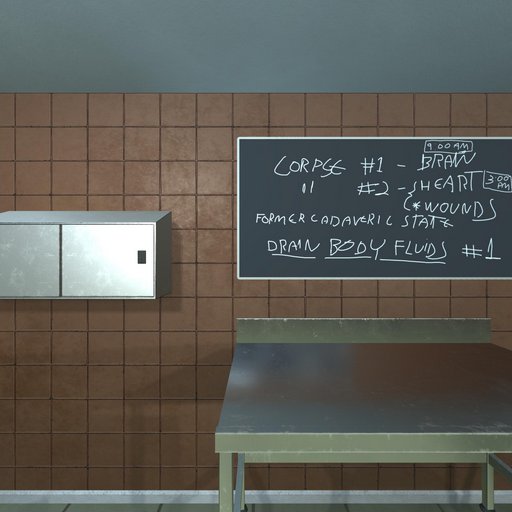 9:00 AM
CORPSE #1 - BRAIN
" #2 - { HEART 3:00 PM
{ * WOUNDS
FORMER CADAVERIC STATE
DRAIN BODY FLUIDS #1